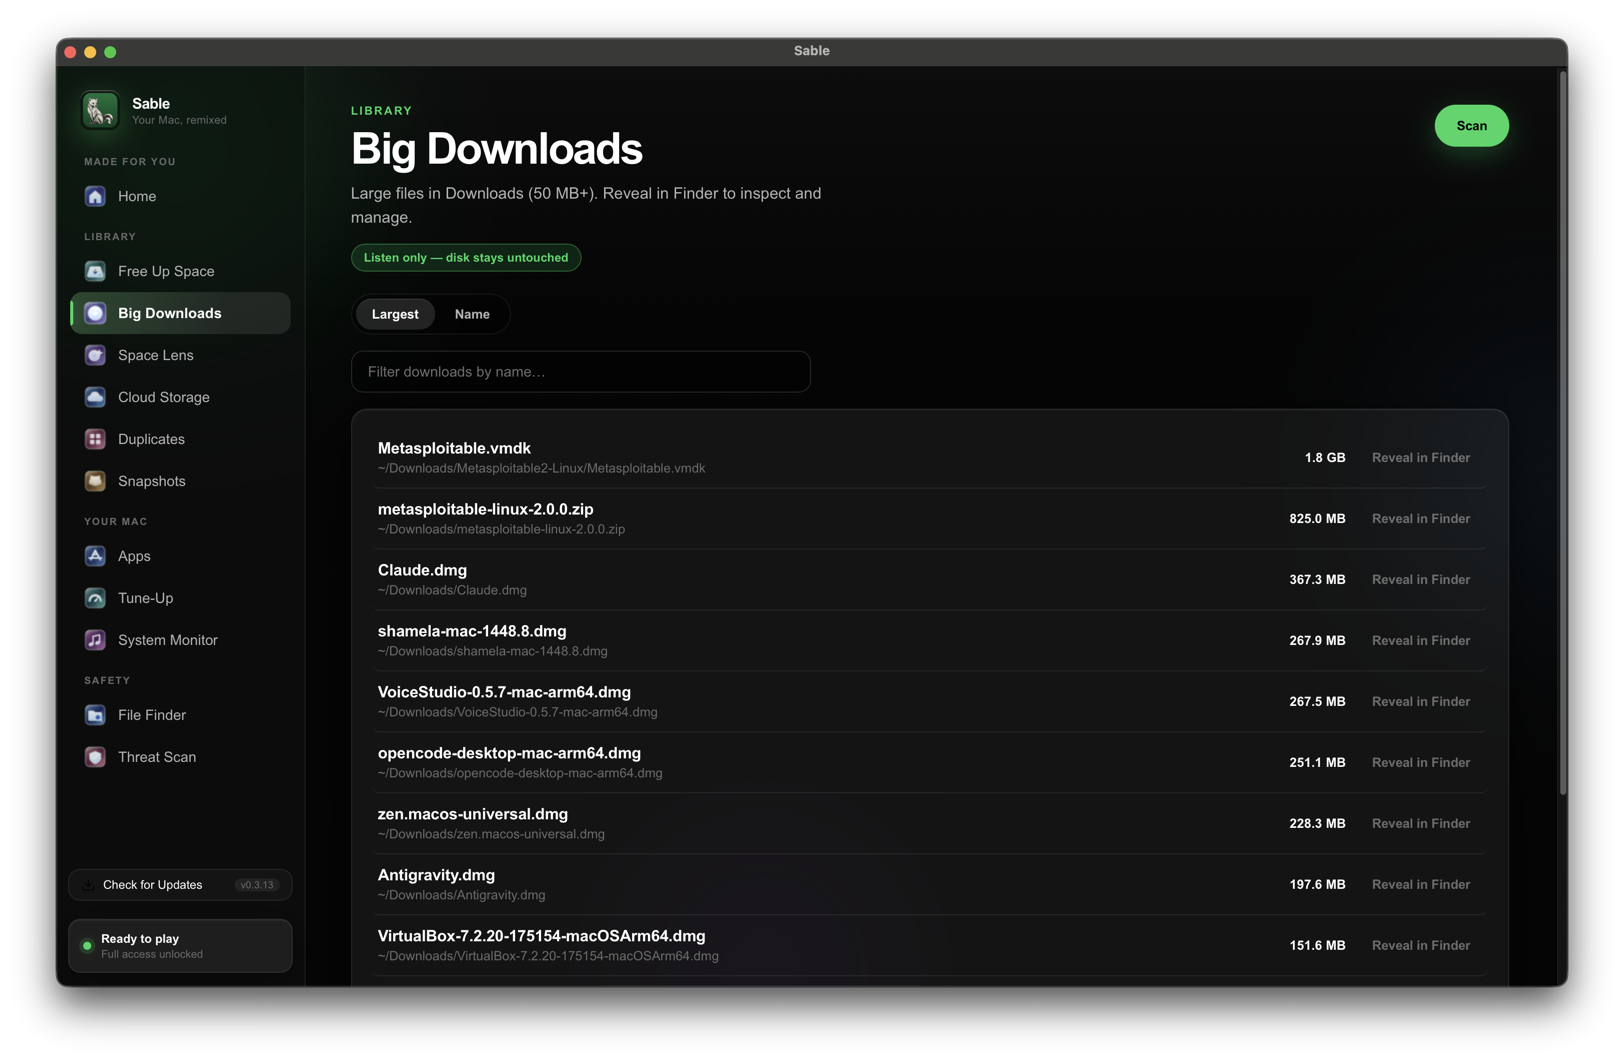 Sable
Sable
Your Mac, remixed
MADE FOR YOU
Home
LIBRARY
Free Up Space
Big Downloads
Space Lens
Cloud Storage
Duplicates
Snapshots
YOUR MAC
Apps
Tune-Up
System Monitor
SAFETY
File Finder
Threat Scan
Check for Updates v0.3.13
Ready to play
Full access unlocked
LIBRARY
Big Downloads
Scan
Large files in Downloads (50 MB+). Reveal in Finder to inspect and
manage.
Listen only — disk stays untouched
Largest Name
Filter downloads by name…
Metasploitable.vmdk
~/Downloads/Metasploitable2-Linux/Metasploitable.vmdk
1.8 GB Reveal in Finder
metasploitable-linux-2.0.0.zip
~/Downloads/metasploitable-linux-2.0.0.zip
825.0 MB Reveal in Finder
Claude.dmg
~/Downloads/Claude.dmg
367.3 MB Reveal in Finder
shamela-mac-1448.8.dmg
~/Downloads/shamela-mac-1448.8.dmg
267.9 MB Reveal in Finder
VoiceStudio-0.5.7-mac-arm64.dmg
~/Downloads/VoiceStudio-0.5.7-mac-arm64.dmg
267.5 MB Reveal in Finder
opencode-desktop-mac-arm64.dmg
~/Downloads/opencode-desktop-mac-arm64.dmg
251.1 MB Reveal in Finder
zen.macos-universal.dmg
~/Downloads/zen.macos-universal.dmg
228.3 MB Reveal in Finder
Antigravity.dmg
~/Downloads/Antigravity.dmg
197.6 MB Reveal in Finder
VirtualBox-7.2.20-175154-macOSArm64.dmg
~/Downloads/VirtualBox-7.2.20-175154-macOSArm64.dmg
151.6 MB Reveal in Finder